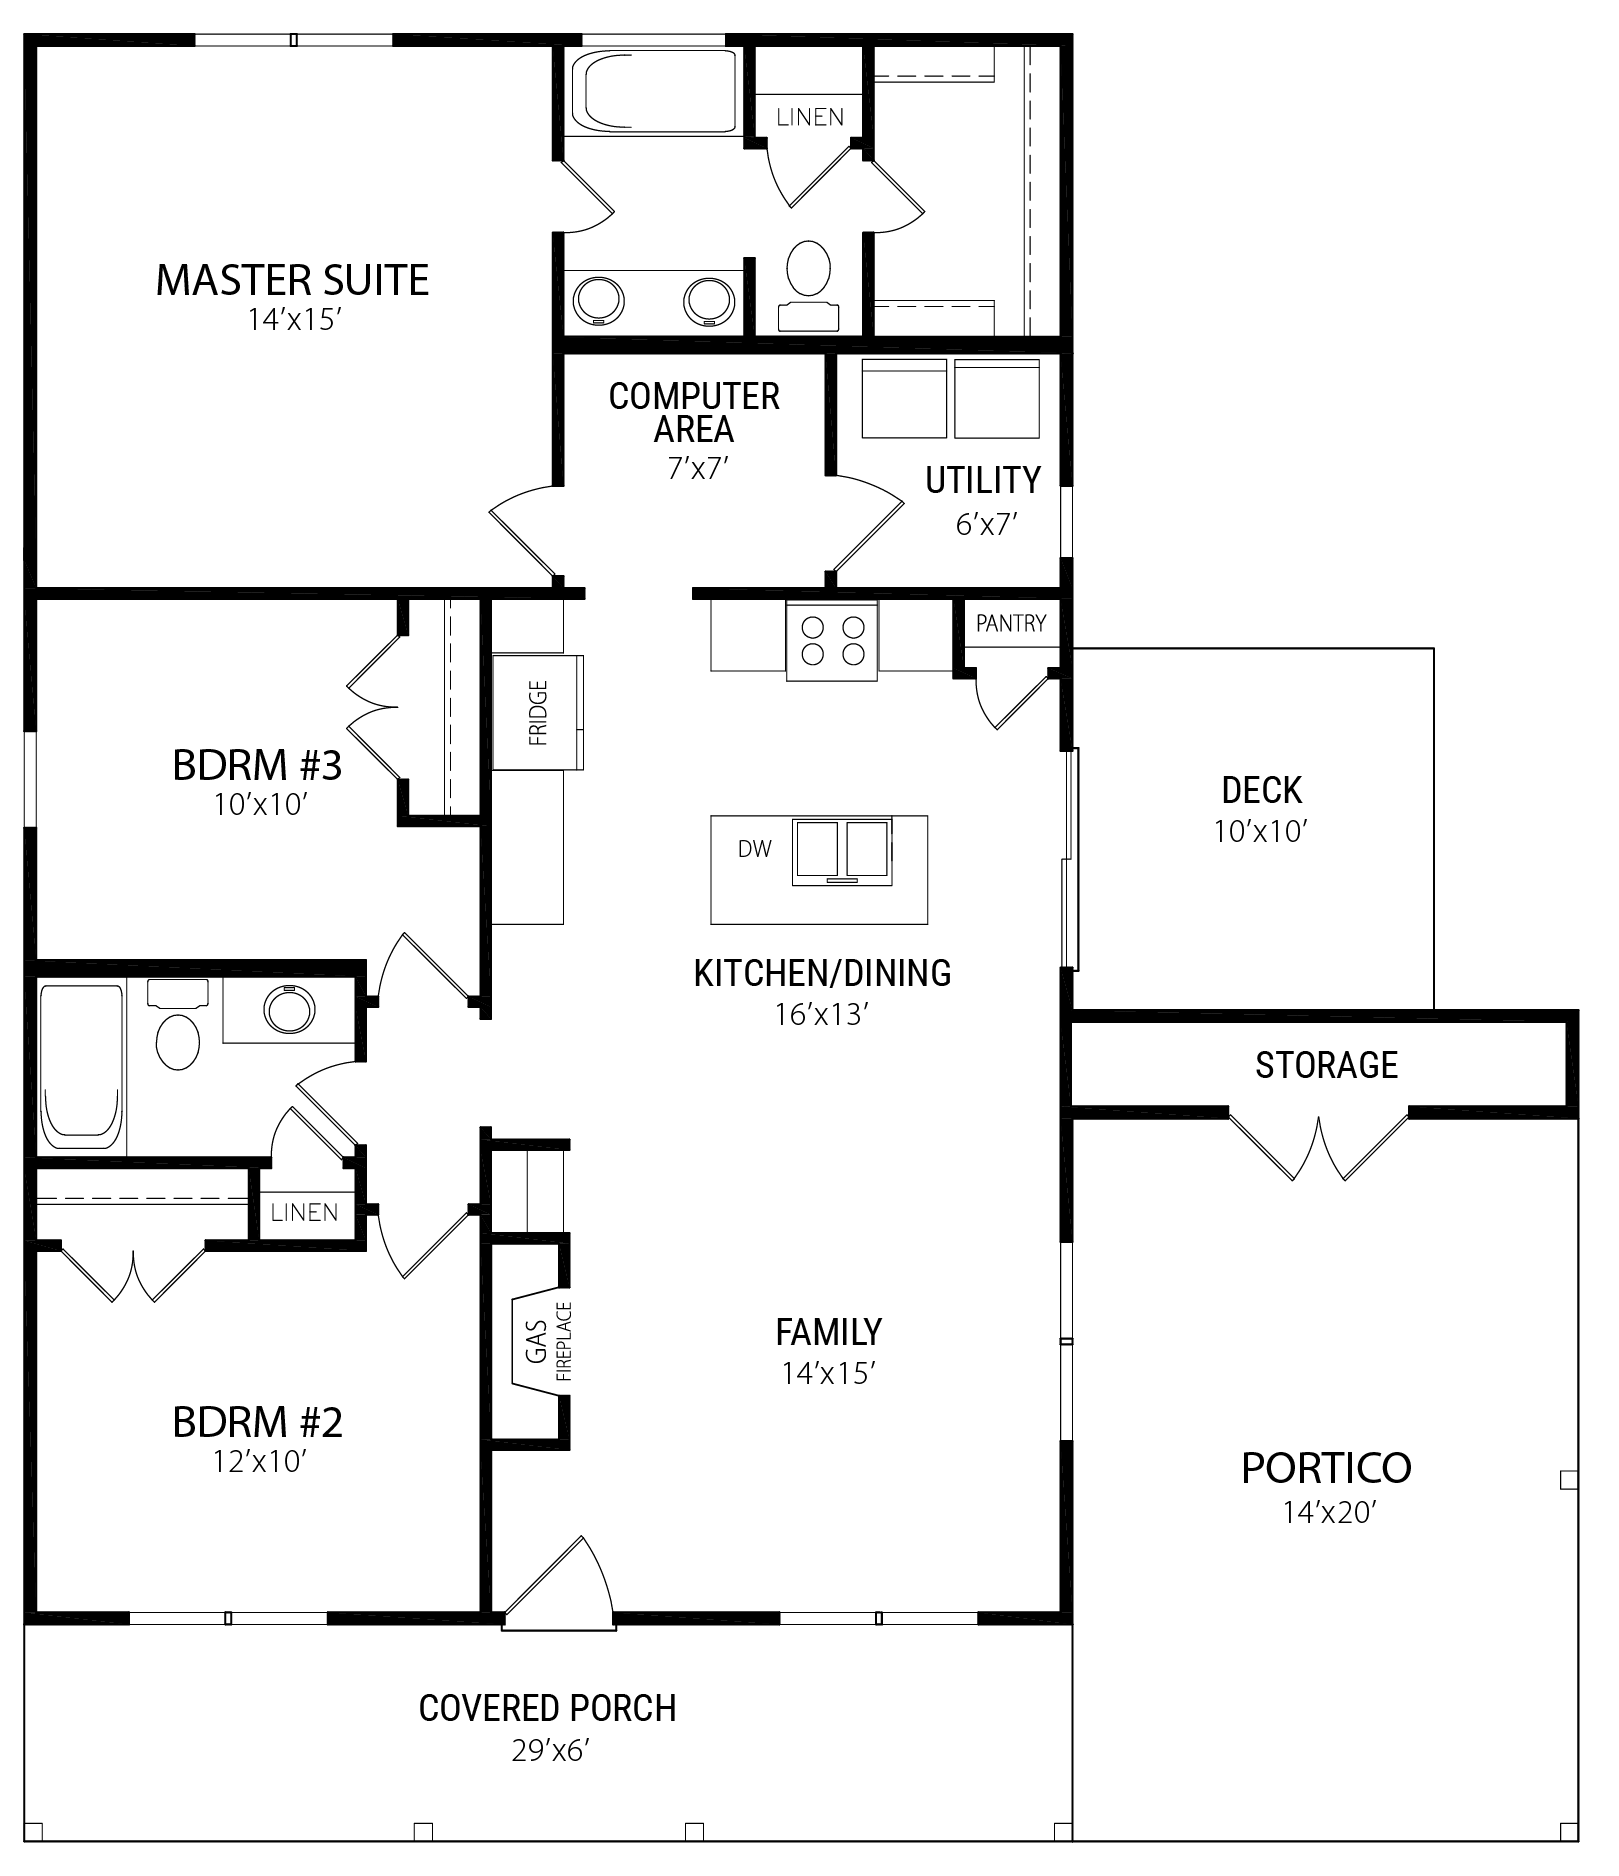 LINEN
MASTER SUITE
14'x15'
COMPUTER
AREA
7'x7'
UTILITY
6'x7'
PANTRY
FRIDGE
BDRM #3
10'x10'
DECK
10'x10'
DW
KITCHEN/DINING
16'x13'
STORAGE
LINEN
GAS
FIREPLACE
FAMILY
14'x15'
BDRM #2
12'x10'
PORTICO
14'x20'
COVERED PORCH
29'x6'